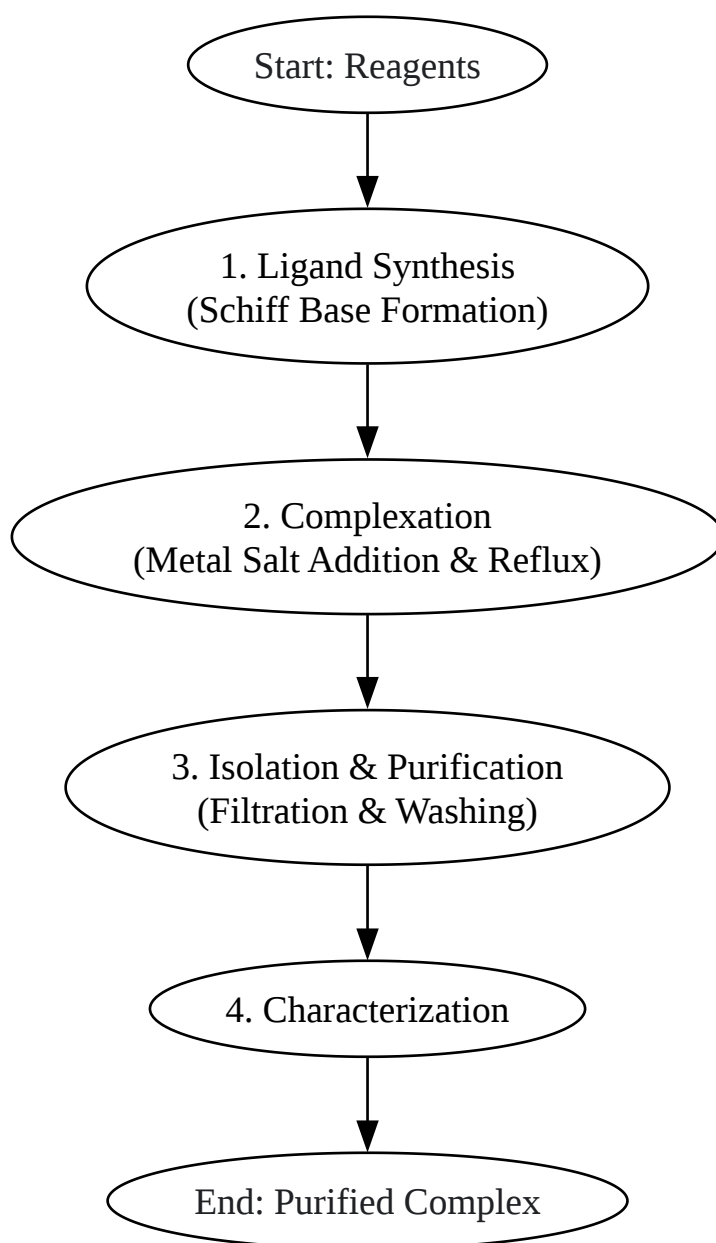 Start: Reagents
1. Ligand Synthesis
(Schiff Base Formation)
2. Complexation
(Metal Salt Addition & Reflux)
3. Isolation & Purification
(Filtration & Washing)
4. Characterization
End: Purified Complex